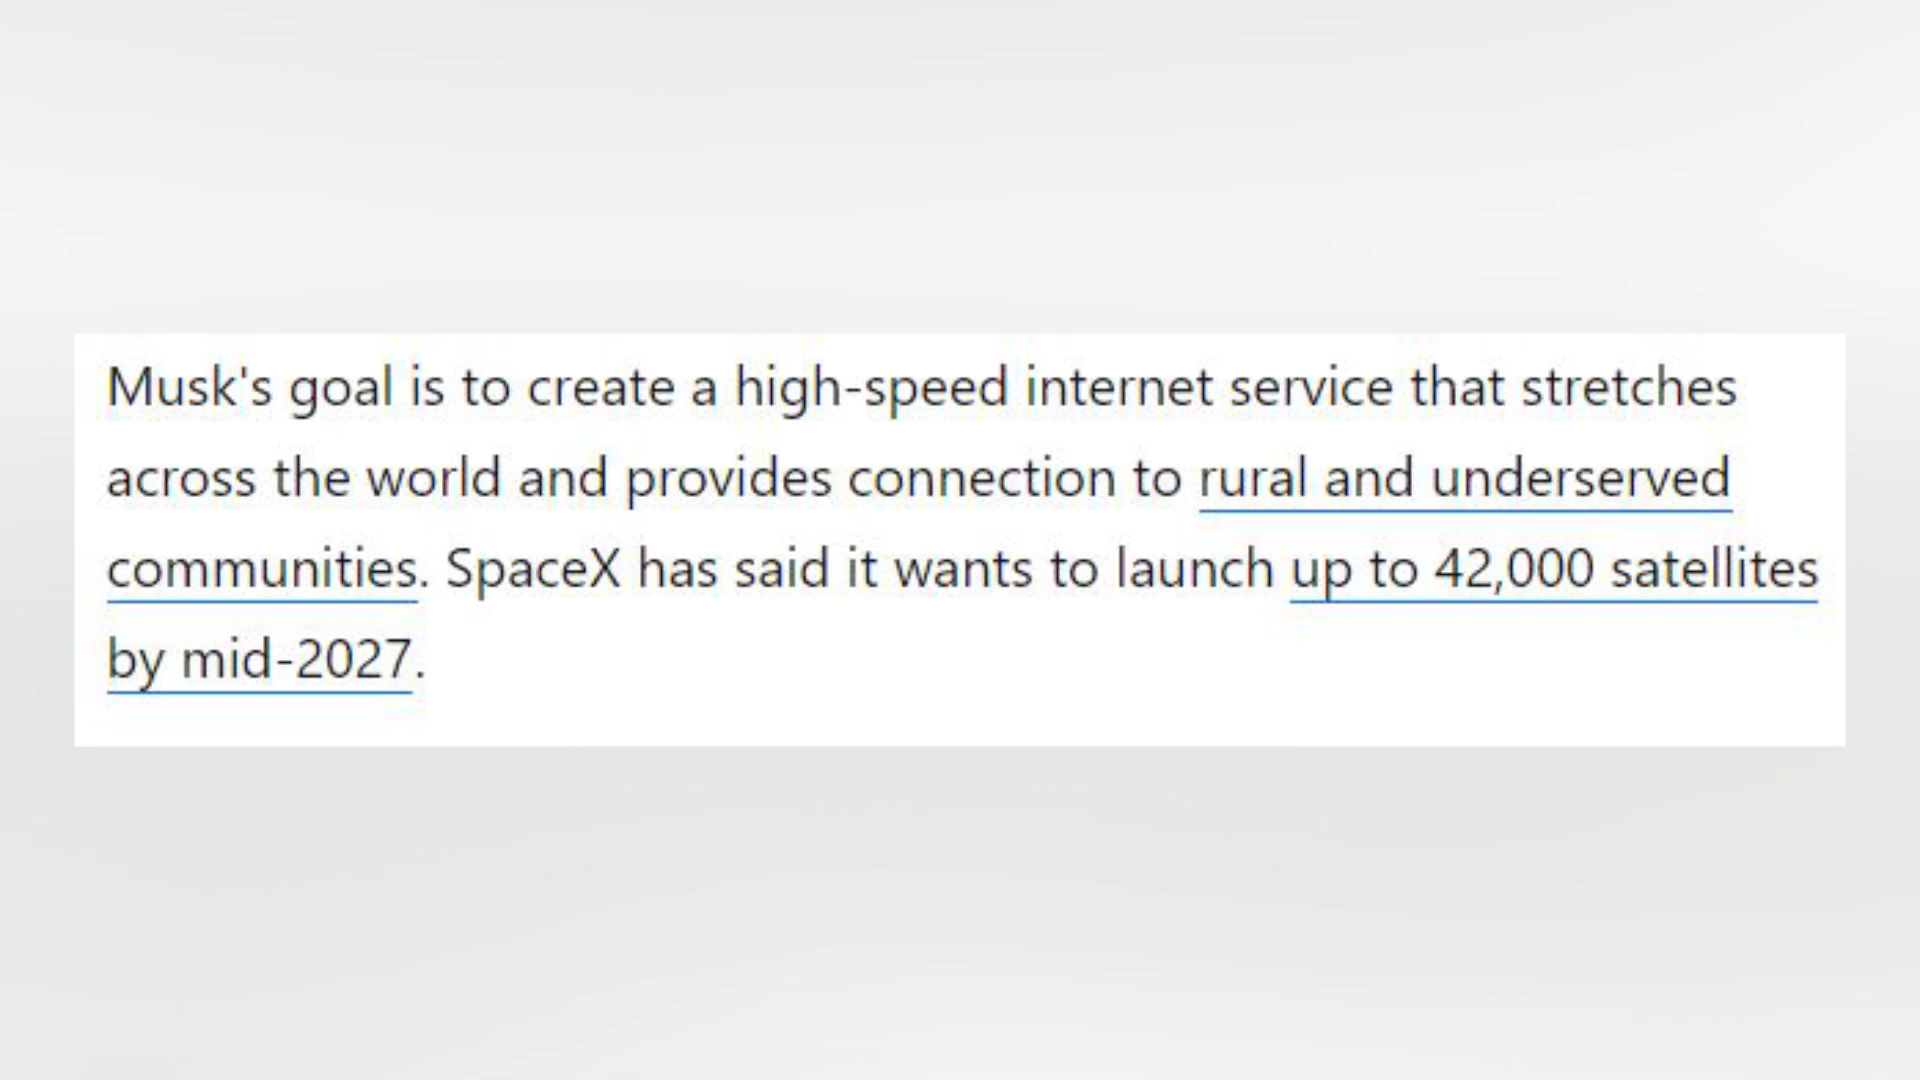 Musk's goal is to create a high-speed internet service that stretches
across the world and provides connection to rural and underserved
communities. SpaceX has said it wants to launch up to 42,000 satellites
by mid-2027.